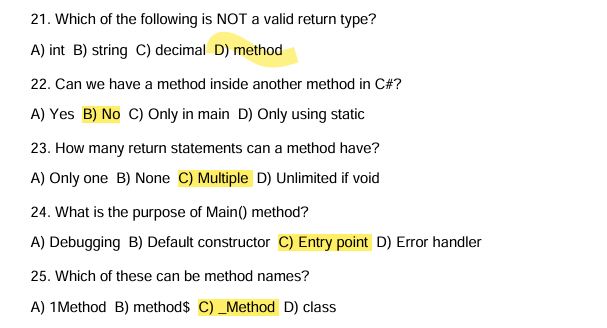 21. Which of the following is NOT a valid return type?
A) int B) string C) decimal D) method
22. Can we have a method inside another method in C#?
A) Yes B) No C) Only in main D) Only using static
23. How many return statements can a method have?
A) Only one B) None C) Multiple D) Unlimited if void
24. What is the purpose of Main() method?
A) Debugging B) Default constructor C) Entry point D) Error handler
25. Which of these can be method names?
A) 1Method B) method$ C) _Method D) class